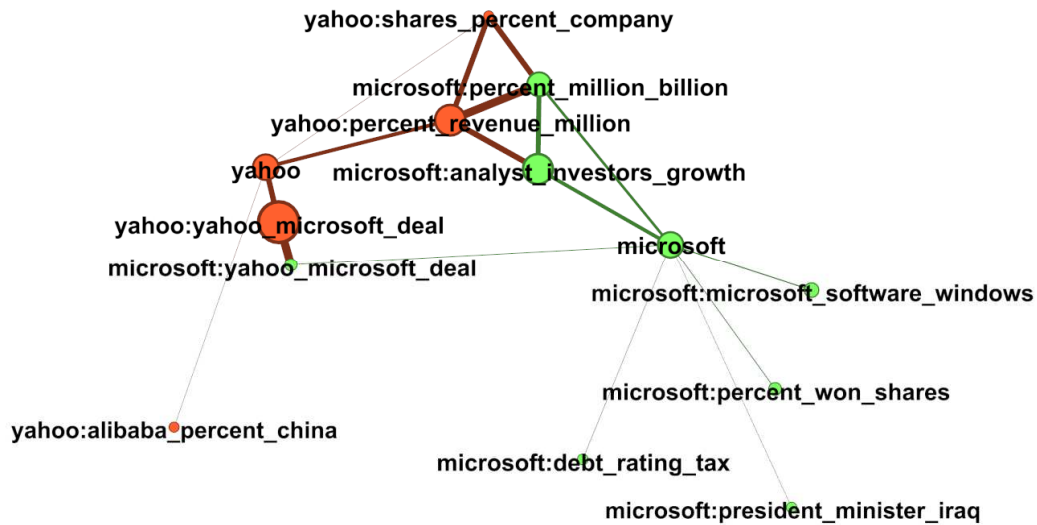 yahoo:shares_percent_company
microsoft:percent_million_billion
yahoo:percent_revenue_million
yahoo
microsoft:analyst_investors_growth
yahoo:yahoo_microsoft_deal
microsoft
microsoft:yahoo_microsoft_deal
microsoft:microsoft_software_windows
microsoft:percent_won_shares
yahoo:alibaba_percent_china
microsoft:debt_rating_tax
microsoft:president_minister_iraq